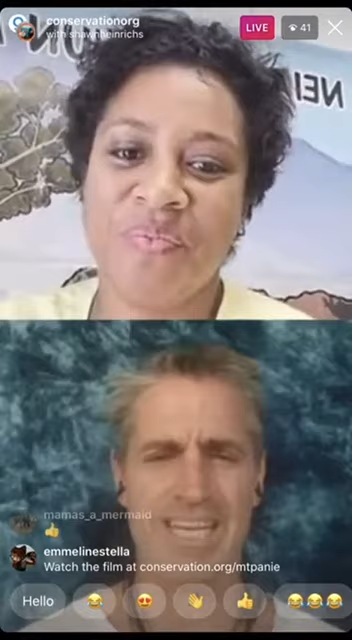 conservationorg
with shawnheinrichs
LIVE
41
mamas_a_mermaid
👍
emmelinestella
Watch the film at conservation.org/mtpanie
Hello
😂 😍 👋 👍 😂😂😂